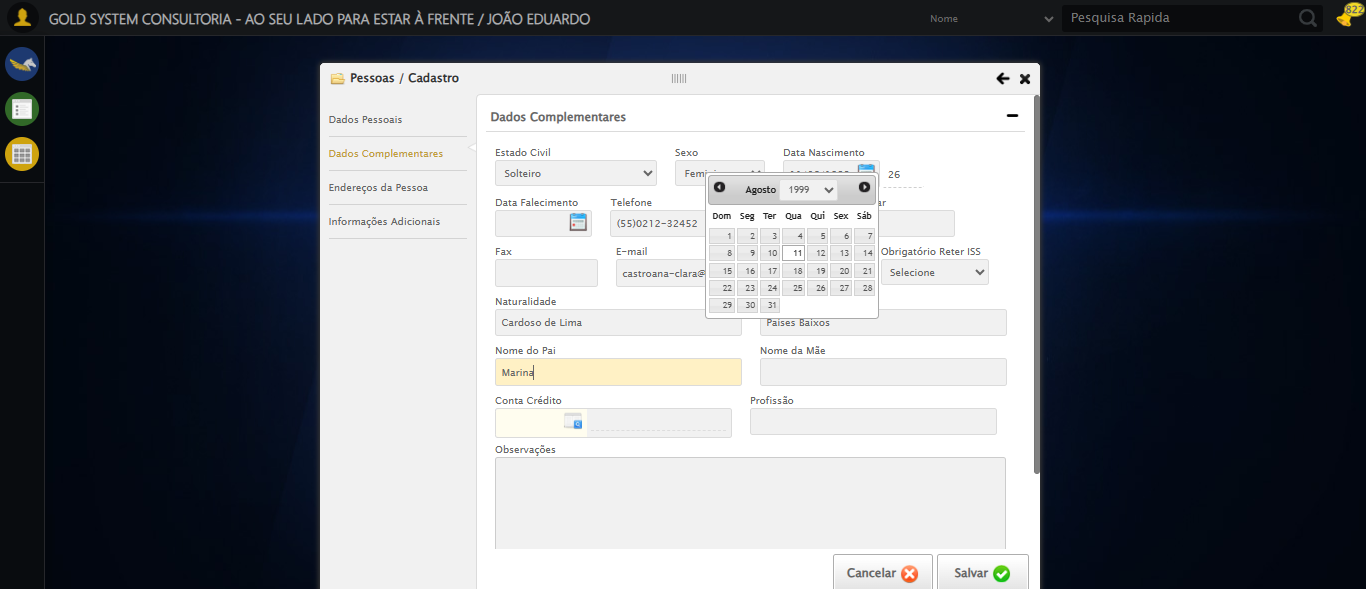 GOLD SYSTEM CONSULTORIA - AO SEU LADO PARA ESTAR À FRENTE / JOÃO EDUARDO
Nome
Pesquisa Rapida
822
Pessoas / Cadastro
Dados Pessoais
Dados Complementares
Endereços da Pessoa
Informações Adicionais
Dados Complementares
Estado Civil
Sexo
Data Nascimento
Solteiro
26
Agosto
1999
Dom Seg Ter Qua Qui Sex Sáb
1 2 3 4 5 6 7
8 9 10 11 12 13 14
15 16 17 18 19 20 21
22 23 24 25 26 27 28
29 30 31
Data Falecimento
Telefone
(55)0212-32452
Fax
E-mail
Obrigatório Reter ISS
castroana-clara@
Selecione
Naturalidade
Cardoso de Lima
Países Baixos
Nome do Pai
Nome da Mãe
Marina
Conta Crédito
Profissão
Observações
Cancelar
Salvar